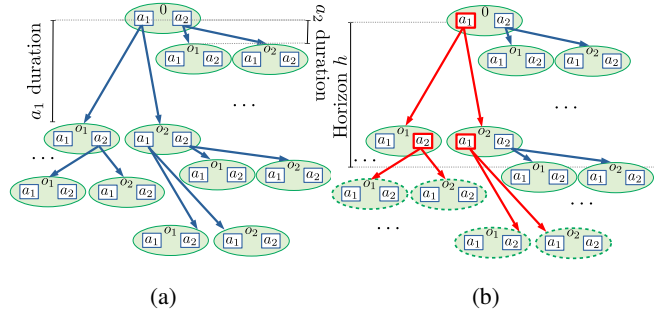 0
a₁ a₂
a₁ duration
a₂ duration
o₁ o₂
a₁ a₂ a₁ a₂
...
o₁ o₂
a₁ a₂ a₁ a₂
...
o₁ o₂ o₁ o₂
a₁ a₂ a₁ a₂ a₁ a₂ a₁ a₂
...
o₁ o₂
a₁ a₂ a₁ a₂
(a)
0
a₁ a₂
Horizon h
o₁ o₂
a₁ a₂ a₁ a₂
...
o₁ o₂
a₁ a₂ a₁ a₂
...
o₁ o₂ o₁ o₂
a₁ a₂ a₁ a₂ a₁ a₂ a₁ a₂
...
...
o₁ o₂
a₁ a₂ a₁ a₂
(b)